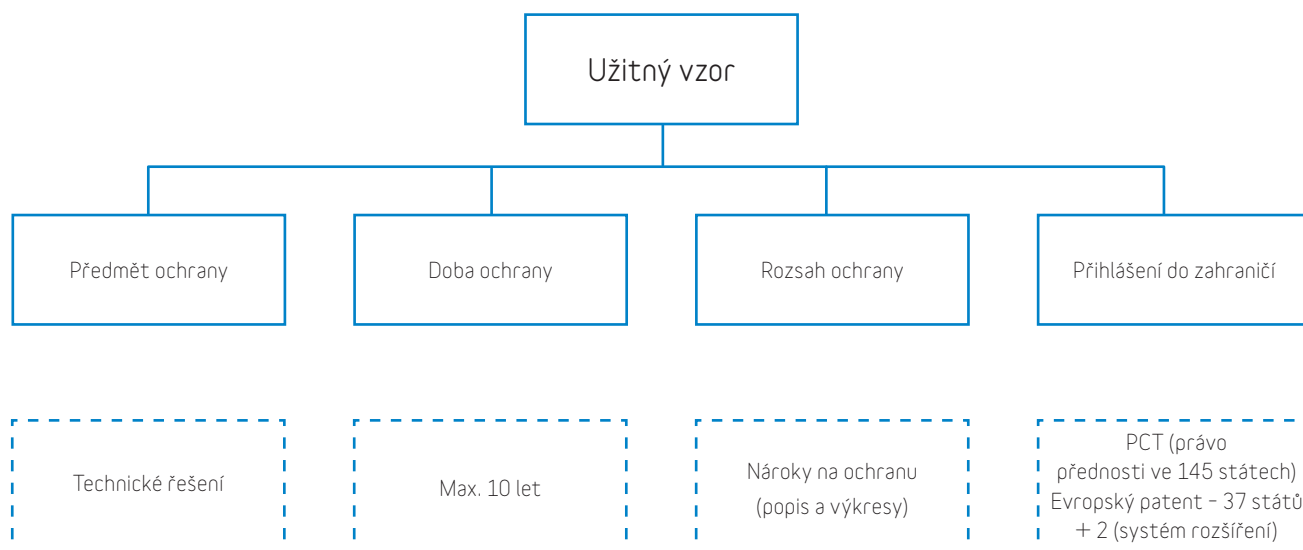 Užitný vzor
Předmět ochrany
Doba ochrany
Rozsah ochrany
Přihlášení do zahraničí
Technické řešení
Max. 10 let
Nároky na ochranu
(popis a výkresy)
PCT (právo
přednosti ve 145 státech)
Evropský patent – 37 států
+ 2 (systém rozšíření)